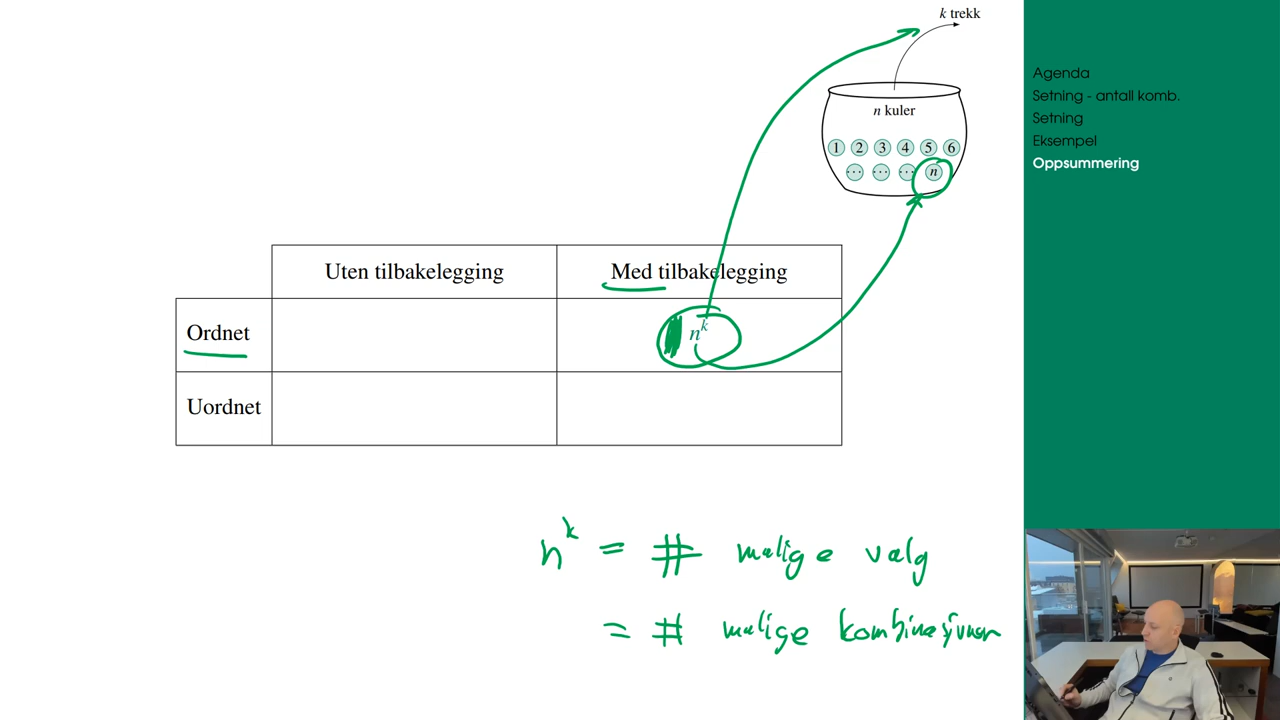 k trekk
n kuler
1 2 3 4 5 6
... ... ... n
Agenda
Setning - antall komb.
Setning
Eksempel
Oppsummering
Uten tilbakelegging Med tilbakelegging
Ordnet n^k
Uordnet
n^k = # mulige valg
= # mulige kombinasjoner